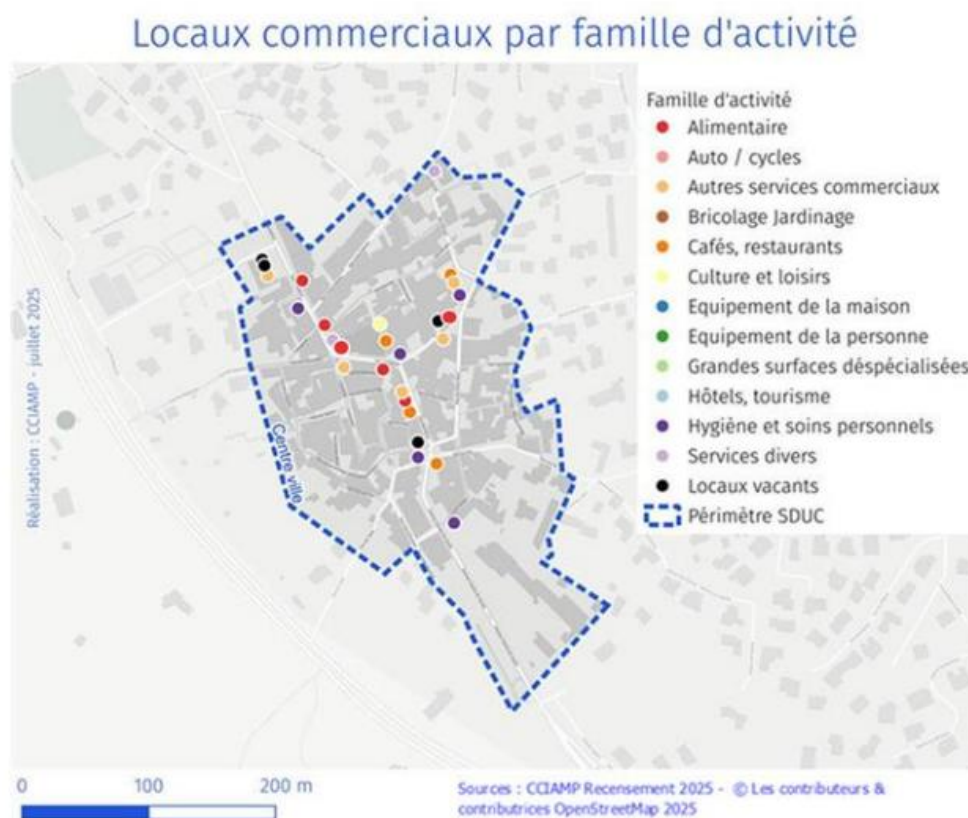 Locaux commerciaux par famille d'activité
Famille d'activité
Alimentaire
Auto / cycles
Autres services commerciaux
Bricolage Jardinage
Cafés, restaurants
Culture et loisirs
Equipement de la maison
Equipement de la personne
Grandes surfaces déspécialisées
Hôtels, tourisme
Hygiène et soins personnels
Services divers
Locaux vacants
Périmètre SDUC
Centre ville
Réalisation : CCIAMP - juillet 2025
0 100 200 m
Sources : CCIAMP Recensement 2025 - © Les contributeurs &
contributrices OpenStreetMap 2025